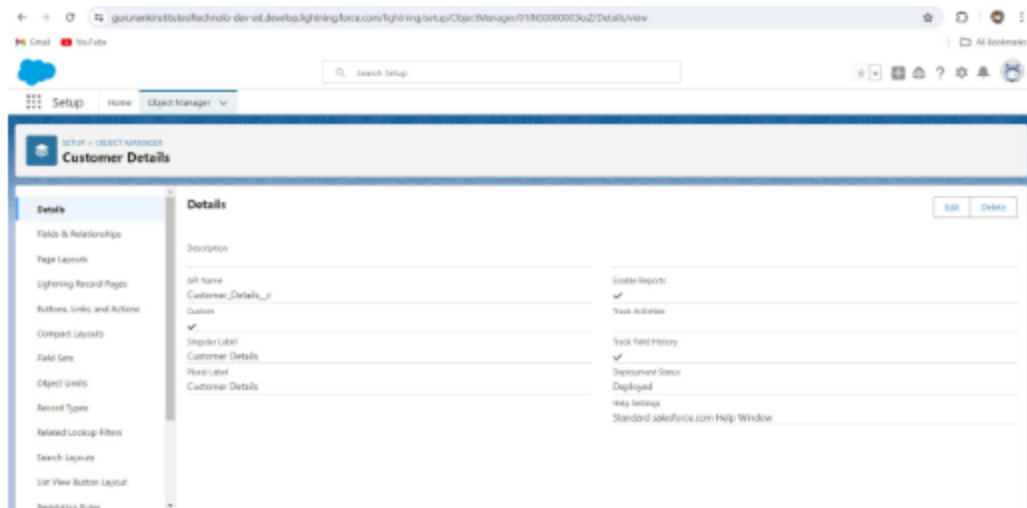 gurunankinstituteoftechnolo-dev-ed.develop.lightning.force.com/lightning/setup/ObjectManager/01INS0000003ko2/Details/view
Gmail YouTube All Bookmarks
Search Setup
Setup Home Object Manager
SETUP > OBJECT MANAGER
Customer Details
Details
Fields & Relationships
Page Layouts
Lightning Record Pages
Buttons, Links, and Actions
Compact Layouts
Field Sets
Object Limits
Record Types
Related Lookup Filters
Search Layouts
List View Button Layout
Details
Edit Delete
Description
API Name
Customer_Details__c
Custom
Singular Label
Customer Details
Plural Label
Customer Details
Enable Reports
Track Activities
Track Field History
Deployment Status
Deployed
Help Settings
Standard salesforce.com Help Window